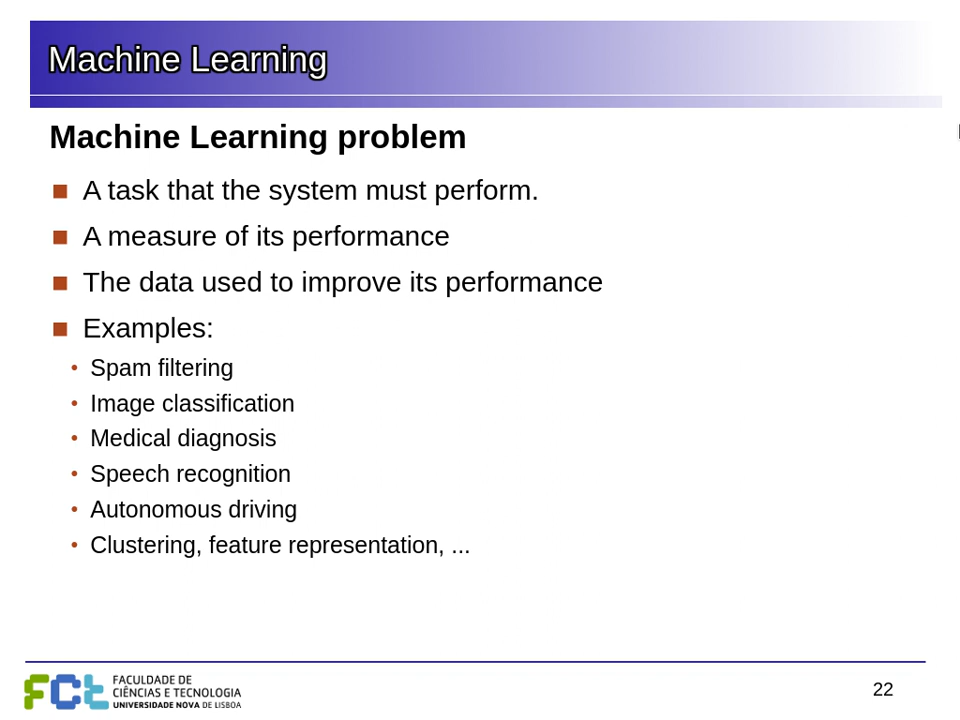 Machine Learning
Machine Learning problem
A task that the system must perform.
A measure of its performance
The data used to improve its performance
Examples:
Spam filtering
Image classification
Medical diagnosis
Speech recognition
Autonomous driving
Clustering, feature representation, ...
FCt
FACULDADE DE
CIÊNCIAS E TECNOLOGIA
UNIVERSIDADE NOVA DE LISBOA
22